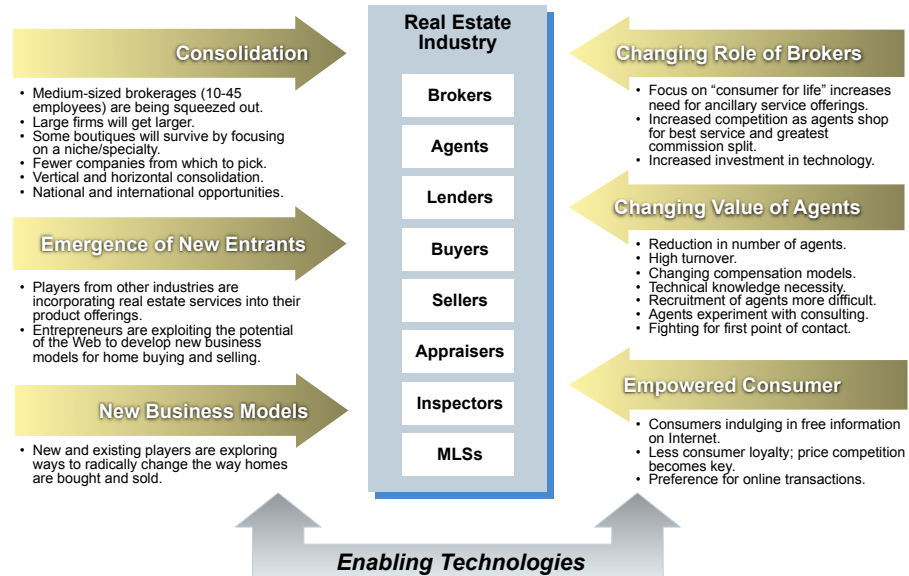 Consolidation
• Medium-sized brokerages (10-45
employees) are being squeezed out.
• Large firms will get larger.
• Some boutiques will survive by focusing
on a niche/specialty.
• Fewer companies from which to pick.
• Vertical and horizontal consolidation.
• National and international opportunities.
Emergence of New Entrants
• Players from other industries are
incorporating real estate services into their
product offerings.
• Entrepreneurs are exploiting the potential
of the Web to develop new business
models for home buying and selling.
New Business Models
• New and existing players are exploring
ways to radically change the way homes
are bought and sold.
Real Estate
Industry
Brokers
Agents
Lenders
Buyers
Sellers
Appraisers
Inspectors
MLSs
Changing Role of Brokers
• Focus on “consumer for life” increases
need for ancillary service offerings.
• Increased competition as agents shop
for best service and greatest
commission split.
• Increased investment in technology.
Changing Value of Agents
• Reduction in number of agents.
• High turnover.
• Changing compensation models.
• Technical knowledge necessity.
• Recruitment of agents more difficult.
• Agents experiment with consulting.
• Fighting for first point of contact.
Empowered Consumer
• Consumers indulging in free information
on Internet.
• Less consumer loyalty; price competition
becomes key.
• Preference for online transactions.
Enabling Technologies